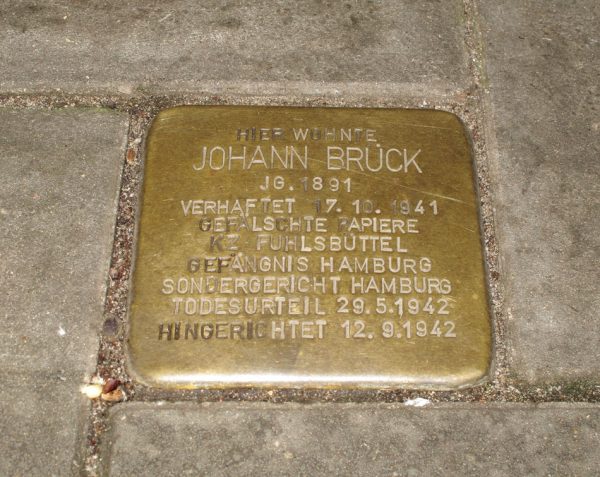 HIER WOHNTE
JOHANN BRÜCK
JG. 1891
VERHAFTET 17.10.1941
GEFÄLSCHTE PAPIERE
KZ FUHLSBÜTTEL
GEFÄNGNIS HAMBURG
SONDERGERICHT HAMBURG
TODESURTEIL 29.5.1942
HINGERICHTET 12.9.1942